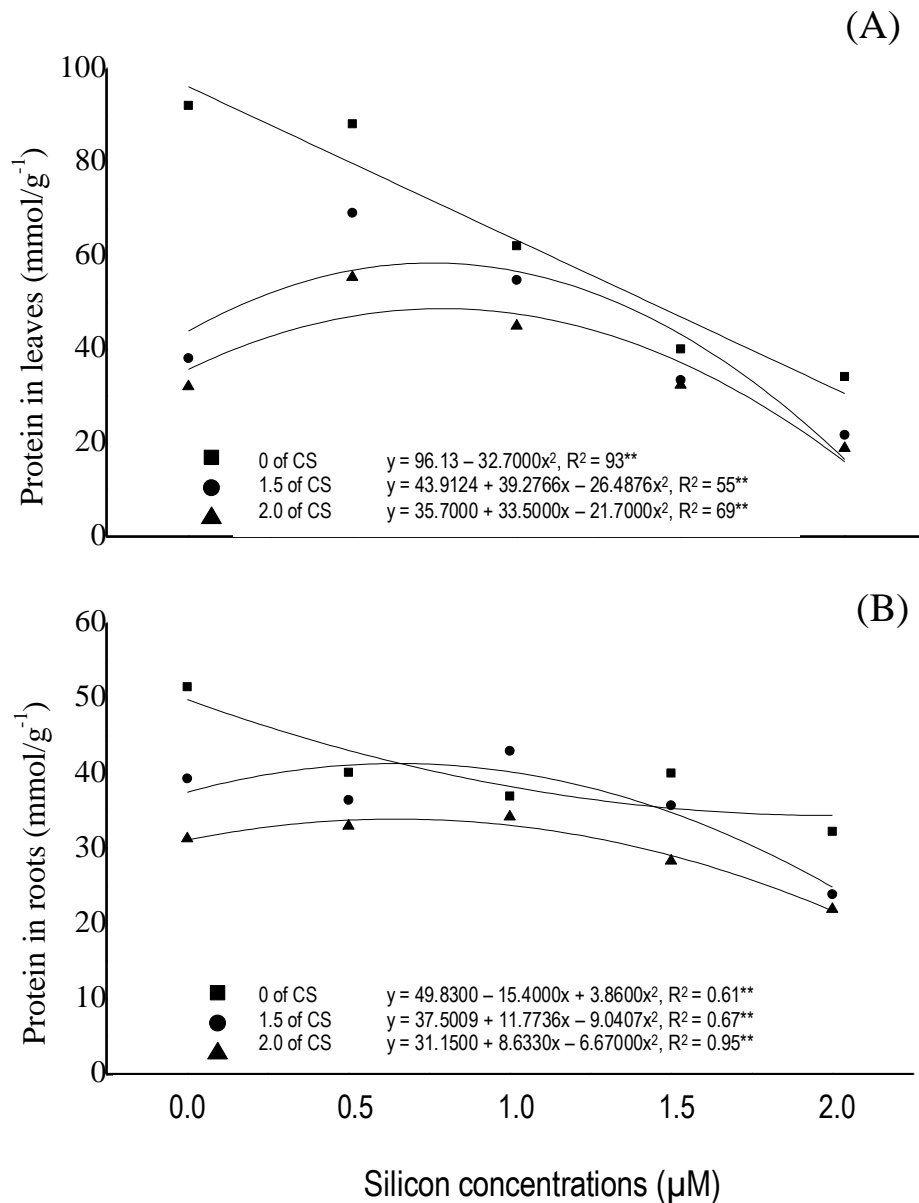 (A)
100
80
60
40
20
0
Protein in leaves (mmol/g⁻¹)
0 of CS y = 96.13 – 32.7000x², R² = 93**
1.5 of CS y = 43.9124 + 39.2766x – 26.4876x², R² = 55**
2.0 of CS y = 35.7000 + 33.5000x – 21.7000x², R² = 69**
(B)
60
50
40
30
20
10
0
Protein in roots (mmol/g⁻¹)
0 of CS y = 49.8300 – 15.4000x + 3.8600x², R² = 0.61**
1.5 of CS y = 37.5009 + 11.7736x – 9.0407x², R² = 0.67**
2.0 of CS y = 31.1500 + 8.6330x – 6.67000x², R² = 0.95**
0.0 0.5 1.0 1.5 2.0
Silicon concentrations (µM)